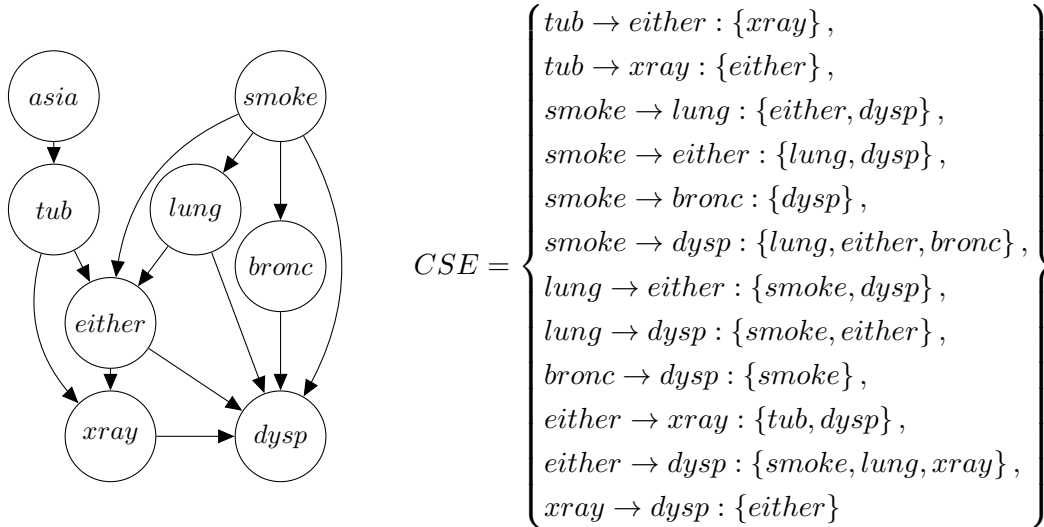 asia
smoke
tub
lung
bronc
either
xray
dysp
CSE =
tub → either : {xray} ,
tub → xray : {either} ,
smoke → lung : {either, dysp} ,
smoke → either : {lung, dysp} ,
smoke → bronc : {dysp} ,
smoke → dysp : {lung, either, bronc} ,
lung → either : {smoke, dysp} ,
lung → dysp : {smoke, either} ,
bronc → dysp : {smoke} ,
either → xray : {tub, dysp} ,
either → dysp : {smoke, lung, xray} ,
xray → dysp : {either}